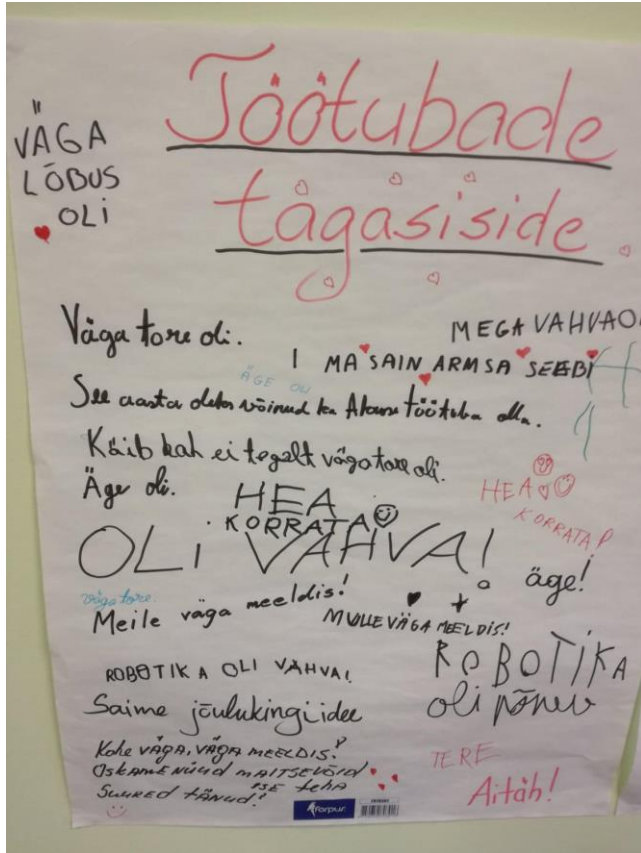 Töötubade
tagasiside
VÄGA
LÕBUS
OLI
Väga tore oli.
MEGA VAHVA
I MA SAIN ARMSA SEEBI
ÄGE OLI
See aasta oleks võinud ka Akense töötuba olla.
Käib kah ei tegelt väga tore oli.
Äge oli.
HEA
KORRATA
HEA
KORRATA!
OLi VAHVA!
äge!
väga tore.
Meile väga meeldis!
MULLE VÄGA MEELDIS!
ROBOTIKA OLI VAHVA!
ROBOTIKA
oli põnev
Saime jõulukingi idee
Kohe VÄGA, VÄGA MEELDIS!
OSKAME NÜÜD MAITSEVÕID
ISE teha
SUURED TÄNUD!
TERE
Aitäh!
forpus